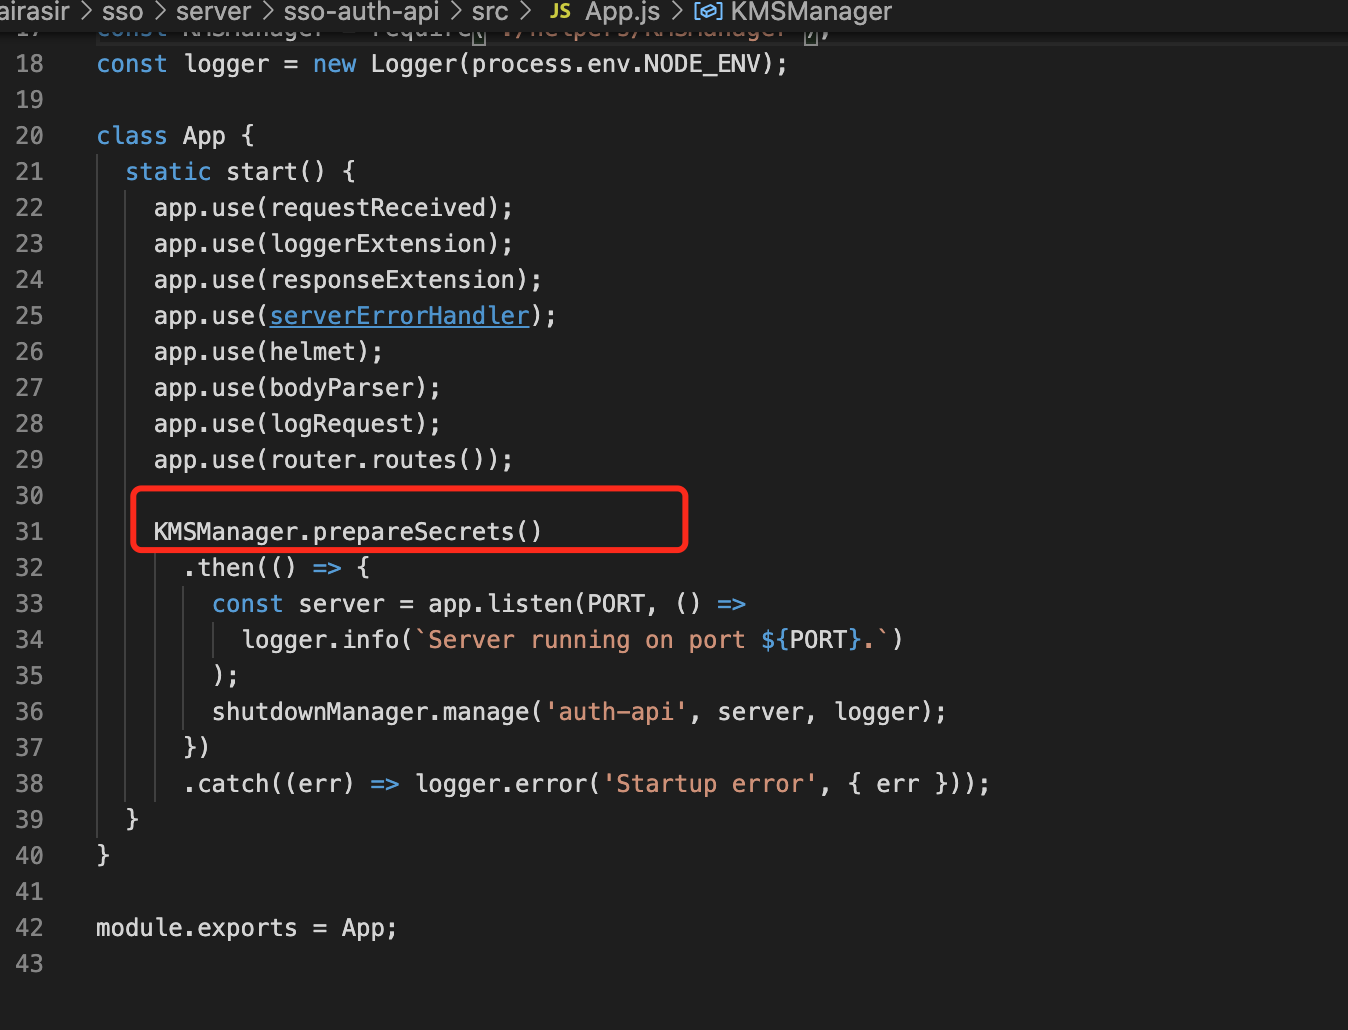 airasir > sso > server > sso-auth-api > src > JS App.js > KMSManager
17 const KMSManager = require('./helpers/KMSManager');
18 const logger = new Logger(process.env.NODE_ENV);
19
20 class App {
21 static start() {
22 app.use(requestReceived);
23 app.use(loggerExtension);
24 app.use(responseExtension);
25 app.use(serverErrorHandler);
26 app.use(helmet);
27 app.use(bodyParser);
28 app.use(logRequest);
29 app.use(router.routes());
30
31 KMSManager.prepareSecrets()
32 .then(() => {
33 const server = app.listen(PORT, () =>
34 logger.info(`Server running on port ${PORT}.`)
35 );
36 shutdownManager.manage('auth-api', server, logger);
37 })
38 .catch((err) => logger.error('Startup error', { err }));
39 }
40 }
41
42 module.exports = App;
43